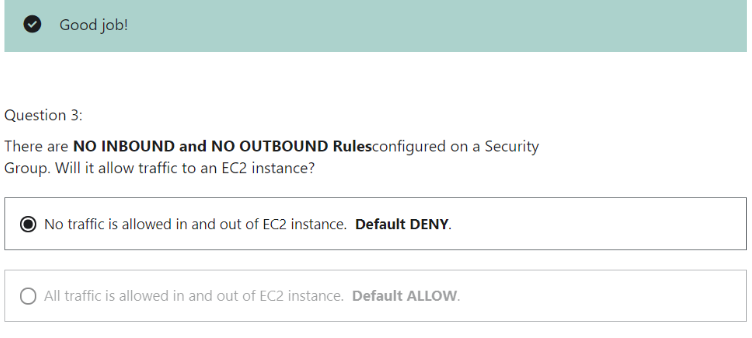 Good job!
Question 3:
There are NO INBOUND and NO OUTBOUND Rulesconfigured on a Security
Group. Will it allow traffic to an EC2 instance?
No traffic is allowed in and out of EC2 instance. Default DENY.
All traffic is allowed in and out of EC2 instance. Default ALLOW.